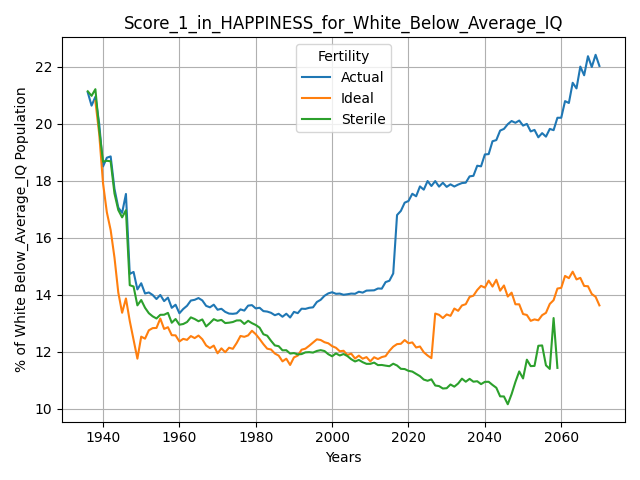 Score_1_in_HAPPINESS_for_White_Below_Average_IQ
Fertility
Actual
Ideal
Sterile
% of White Below_Average_IQ Population
22
20
18
16
14
12
10
1940
1960
1980
2000
2020
2040
2060
Years